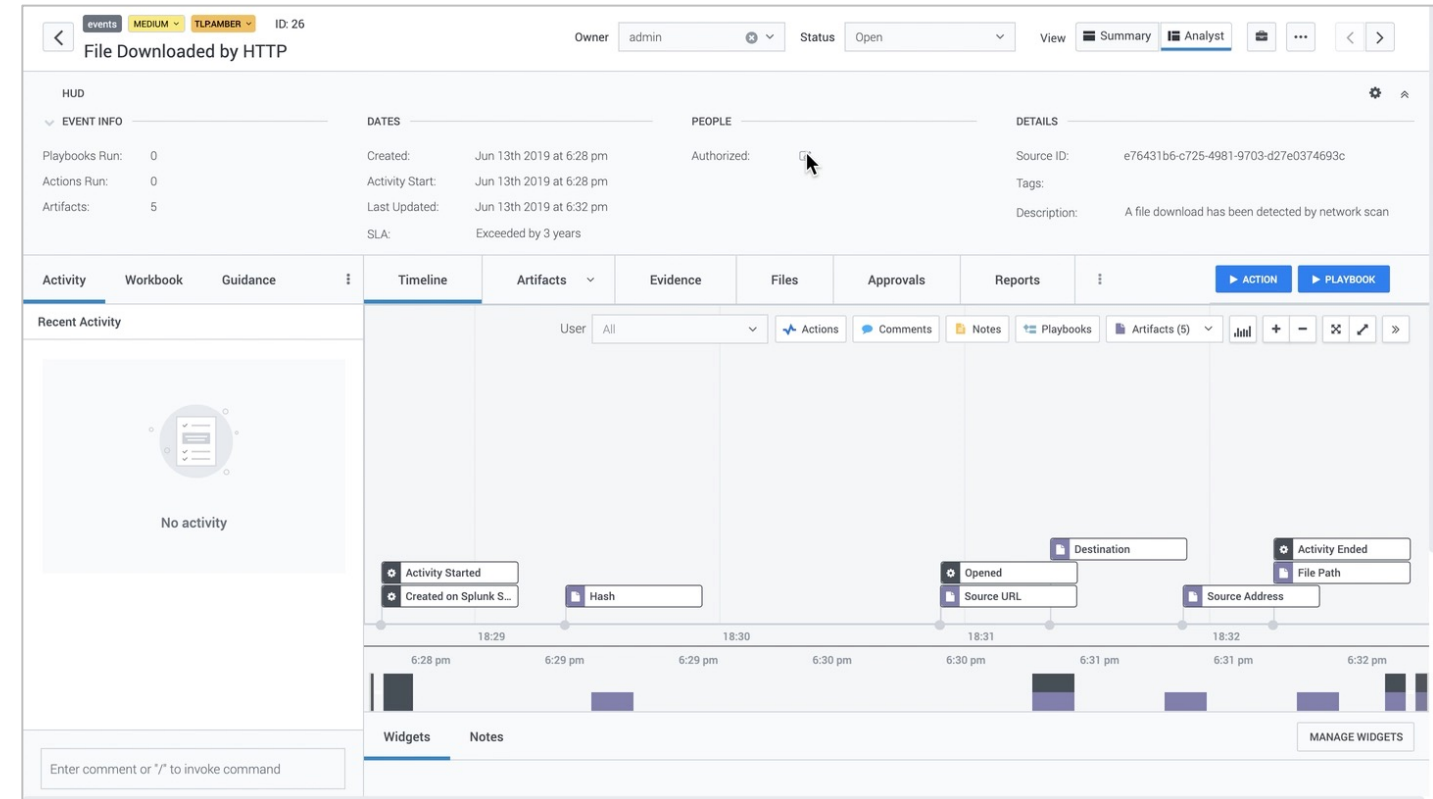 events MEDIUM TLP:AMBER ID: 26
File Downloaded by HTTP
Owner admin Status Open View Summary Analyst
HUD
EVENT INFO
Playbooks Run: 0
Actions Run: 0
Artifacts: 5
DATES
Created: Jun 13th 2019 at 6:28 pm
Activity Start: Jun 13th 2019 at 6:28 pm
Last Updated: Jun 13th 2019 at 6:32 pm
SLA: Exceeded by 3 years
PEOPLE
Authorized:
DETAILS
Source ID: e76431b6-c725-4981-9703-d27e0374693c
Tags:
Description: A file download has been detected by network scan
Activity Workbook Guidance
Timeline Artifacts Evidence Files Approvals Reports ACTION PLAYBOOK
Recent Activity
No activity
Enter comment or "/" to invoke command
User All Actions Comments Notes Playbooks Artifacts (5)
Destination Activity Ended
Activity Started Opened File Path
Created on Splunk S... Hash Source URL Source Address
18:29 18:30 18:31 18:32
6:28 pm 6:29 pm 6:29 pm 6:30 pm 6:30 pm 6:31 pm 6:31 pm 6:32 pm
Widgets Notes MANAGE WIDGETS